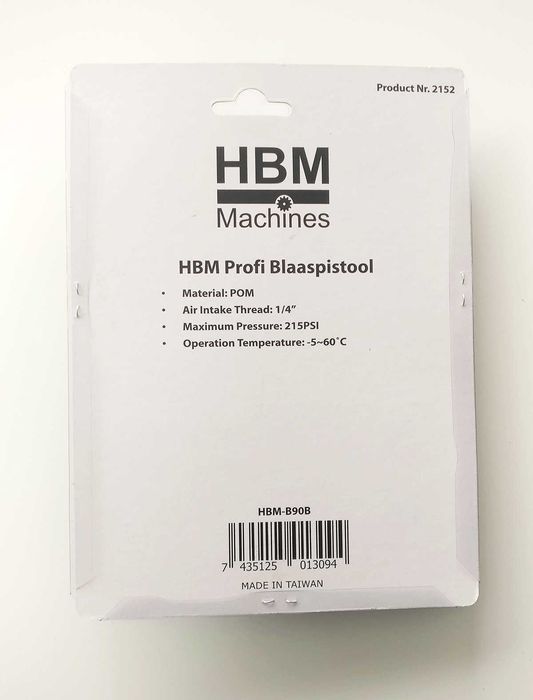 Product Nr. 2152
HBM
Machines
HBM Profi Blaaspistool
• Material: POM
• Air Intake Thread: 1/4”
• Maximum Pressure: 215PSI
• Operation Temperature: -5~60˚C
HBM-B90B
7 435125 013094
MADE IN TAIWAN